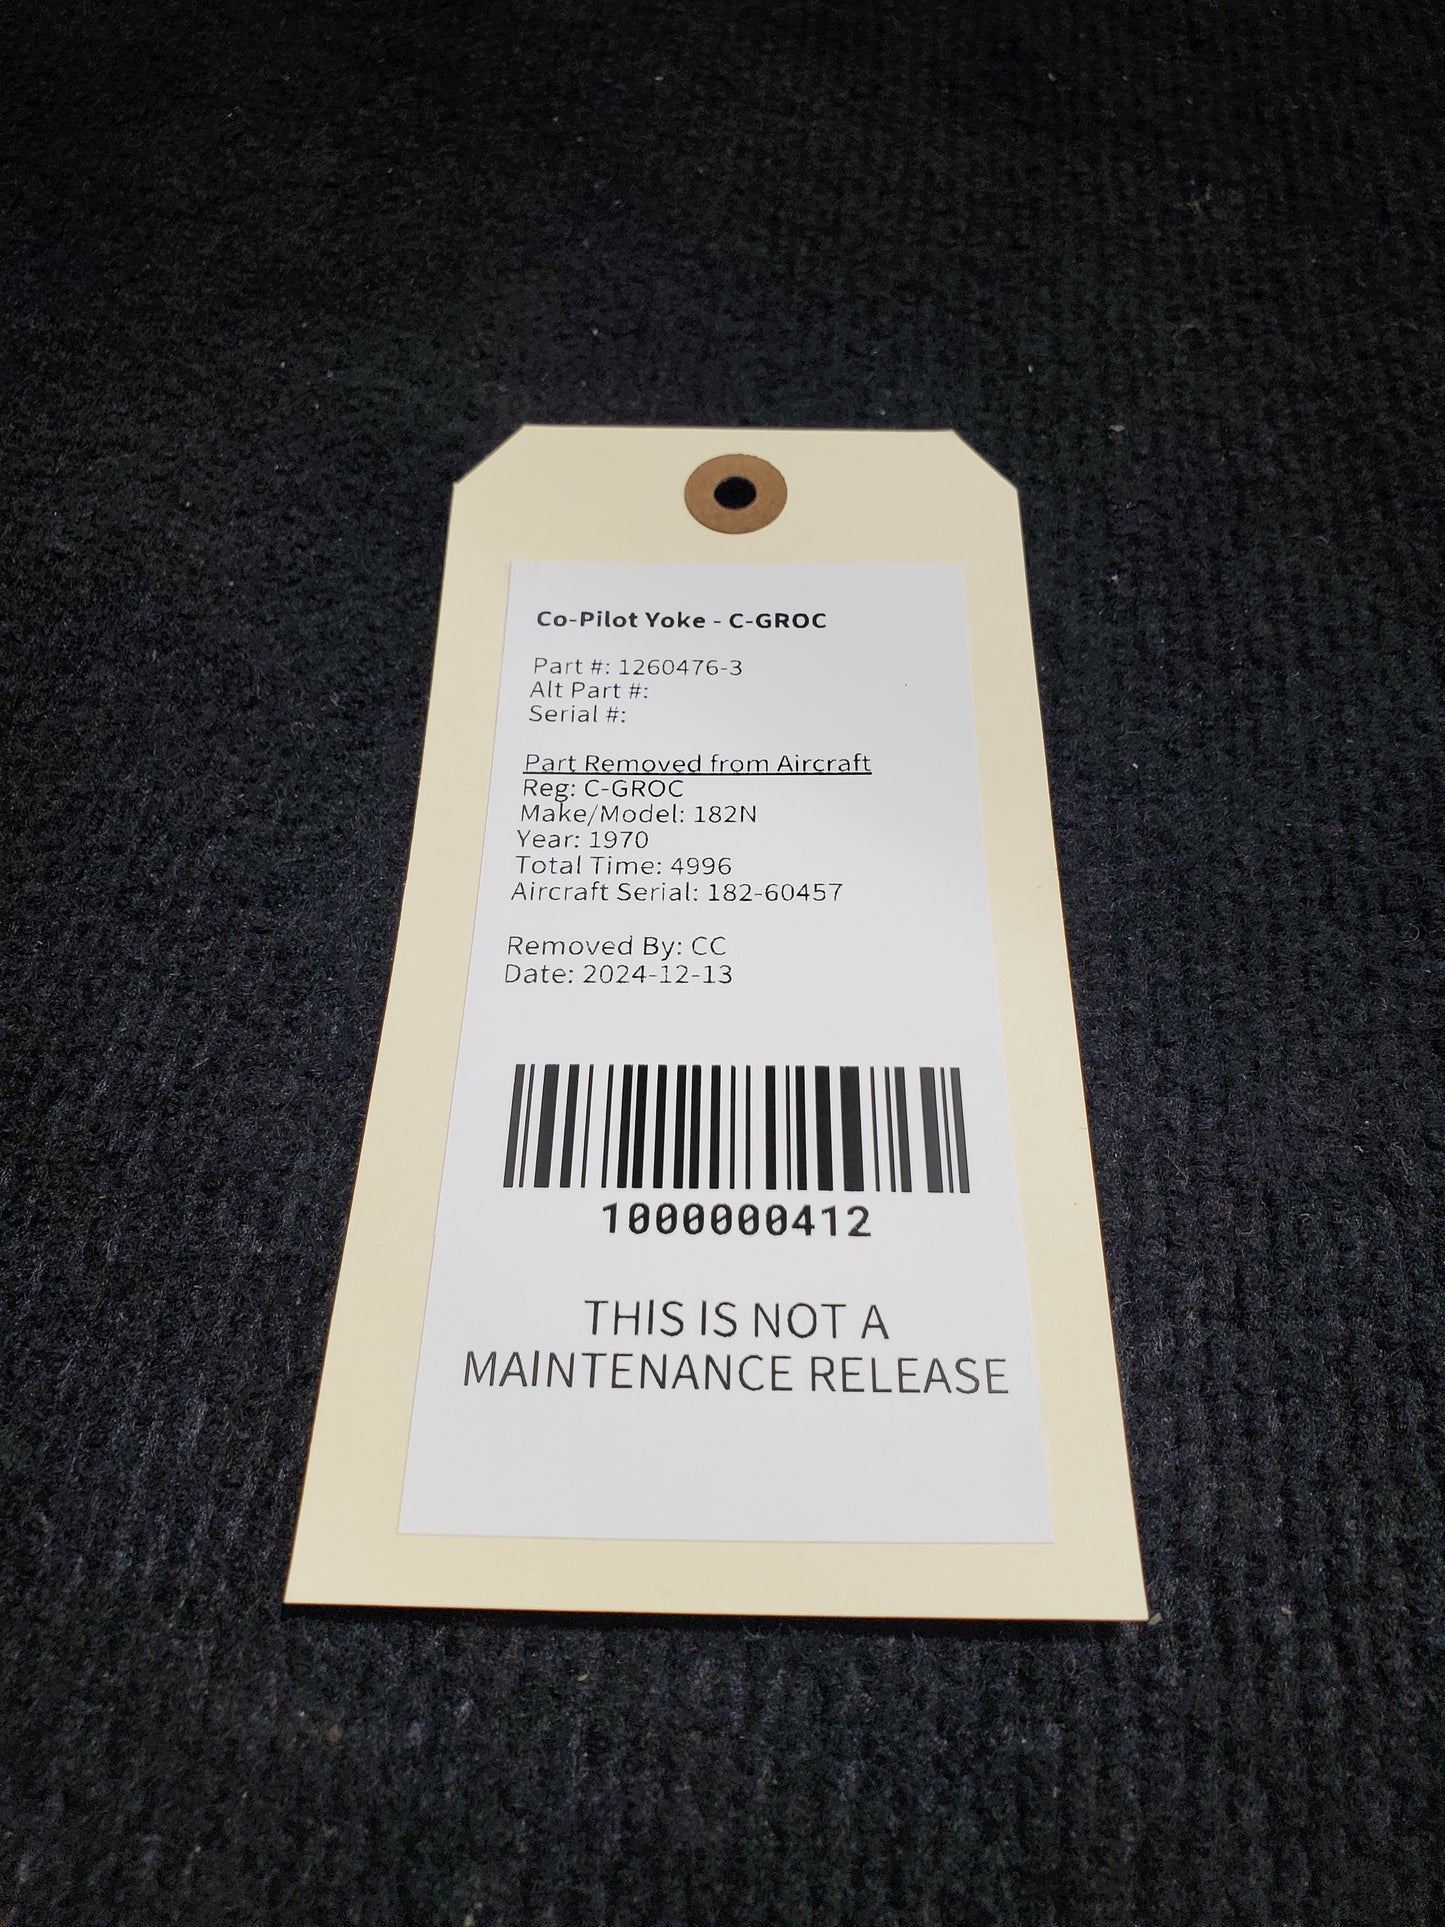 Co-Pilot Yoke - C-GROC
Part #: 1260476-3
Alt Part #:
Serial #:
Part Removed from Aircraft
Reg: C-GROC
Make/Model: 182N
Year: 1970
Total Time: 4996
Aircraft Serial: 182-60457
Removed By: CC
Date: 2024-12-13
1000000412
THIS IS NOT A
MAINTENANCE RELEASE